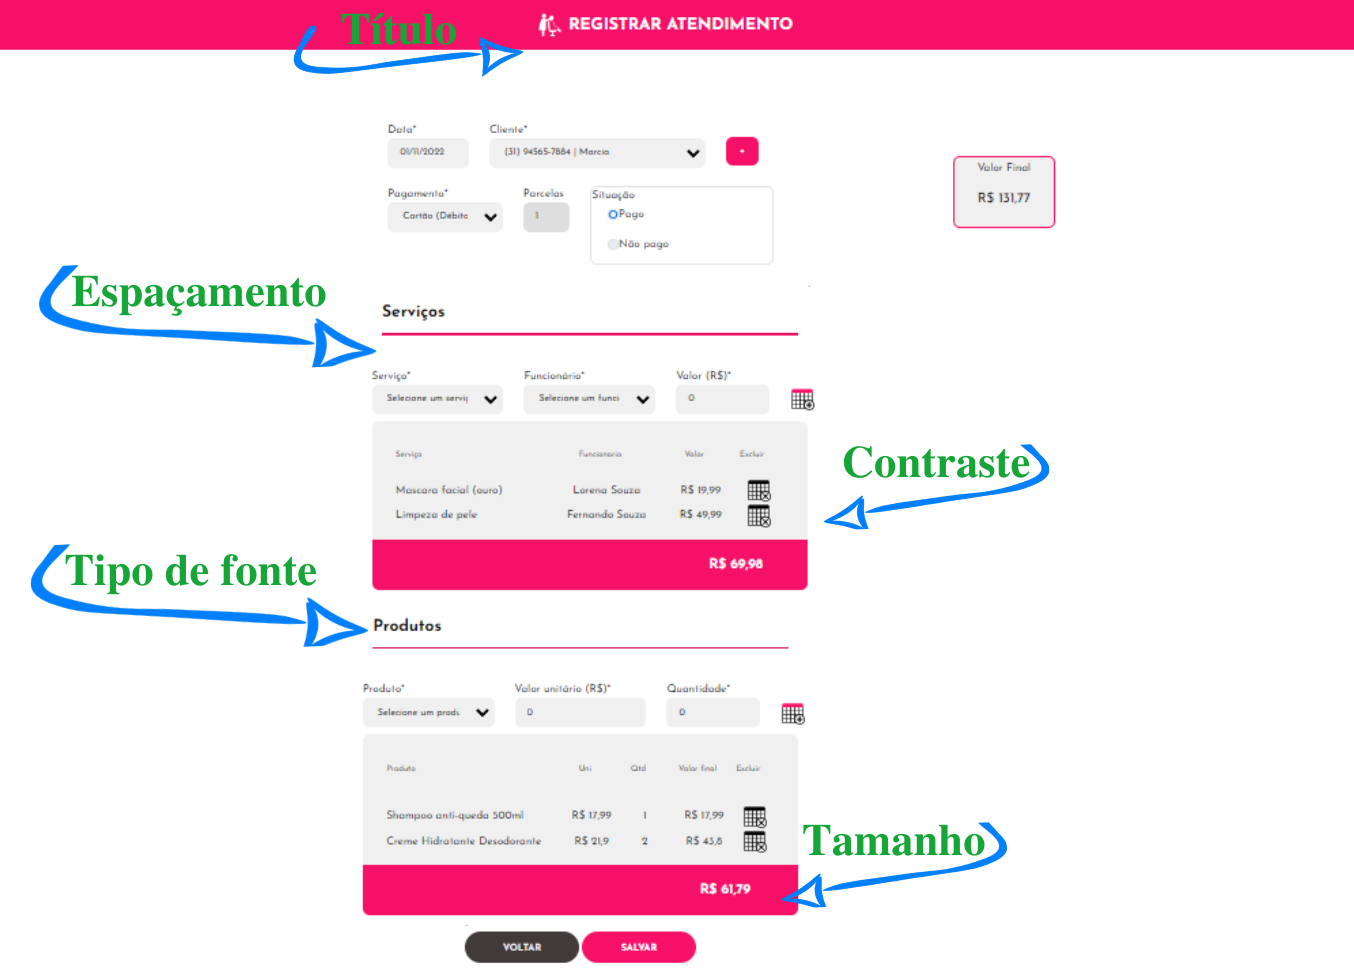 Título
REGISTRAR ATENDIMENTO
Data* Cliente*
01/11/2022 (31) 94565-7884 | Marcia +
Valor Final
R$ 131,77
Pagamento* Parcelas Situação
Cartão (Débito 1 Pago
Não pago
Espaçamento
Serviços
Serviço* Funcionário* Valor (R$)*
Selecione um serviç Selecione um funci 0
Contraste
Serviço Funcionario Valor Excluir
Mascara facial (ouro) Lorena Souza R$ 19,99
Limpeza de pele Fernando Souza R$ 49,99
R$ 69,98
Tipo de fonte
Produtos
Produto* Valor unitário (R$)* Quantidade*
Selecione um produ 0 0
Produto Uni Qtd Valor final Excluir
Shampoo anti-queda 500ml R$ 17,99 1 R$ 17,99
Creme Hidratante Desodorante R$ 21,9 2 R$ 43,8
Tamanho
R$ 61,79
VOLTAR SALVAR